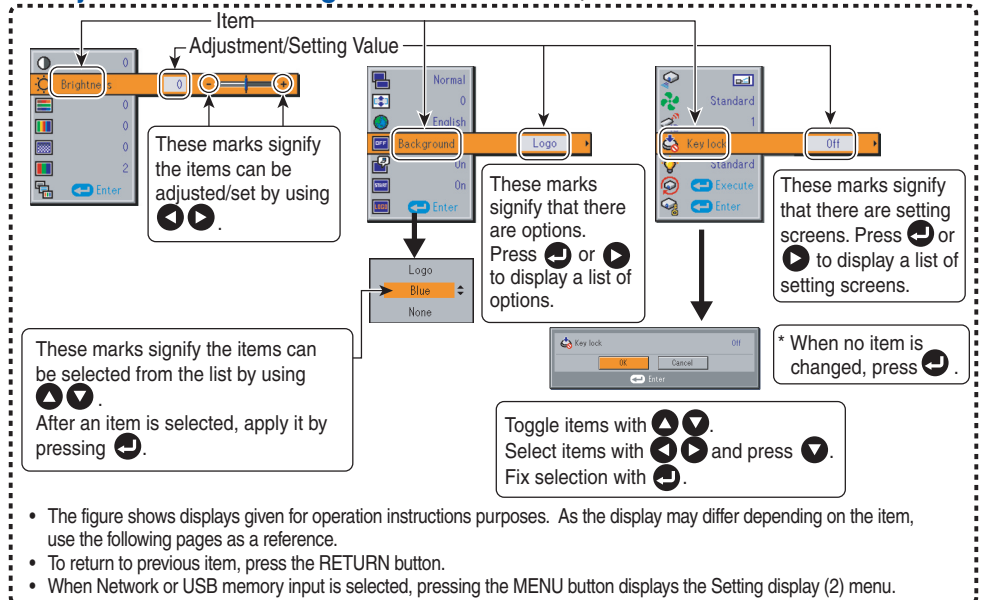 Item
Adjustment/Setting Value
0
Brightness
0
0
0
2
Enter
These marks signify
the items can be
adjusted/set by using
.
Normal
0
English
Background
Logo
On
On
Enter
These marks
signify that there
are options.
Press or
to display a list of
options.
Logo
Blue
None
Standard
1
Key lock
Off
Standard
Execute
Enter
These marks signify
that there are setting
screens. Press or
to display a list of
setting screens.
Key lock
Off
OK
Cancel
Enter
* When no item is
changed, press .
These marks signify the items can
be selected from the list by using
.
After an item is selected, apply it by
pressing .
Toggle items with .
Select items with and press .
Fix selection with .
• The figure shows displays given for operation instructions purposes. As the display may differ depending on the item,
use the following pages as a reference.
• To return to previous item, press the RETURN button.
• When Network or USB memory input is selected, pressing the MENU button displays the Setting display (2) menu.